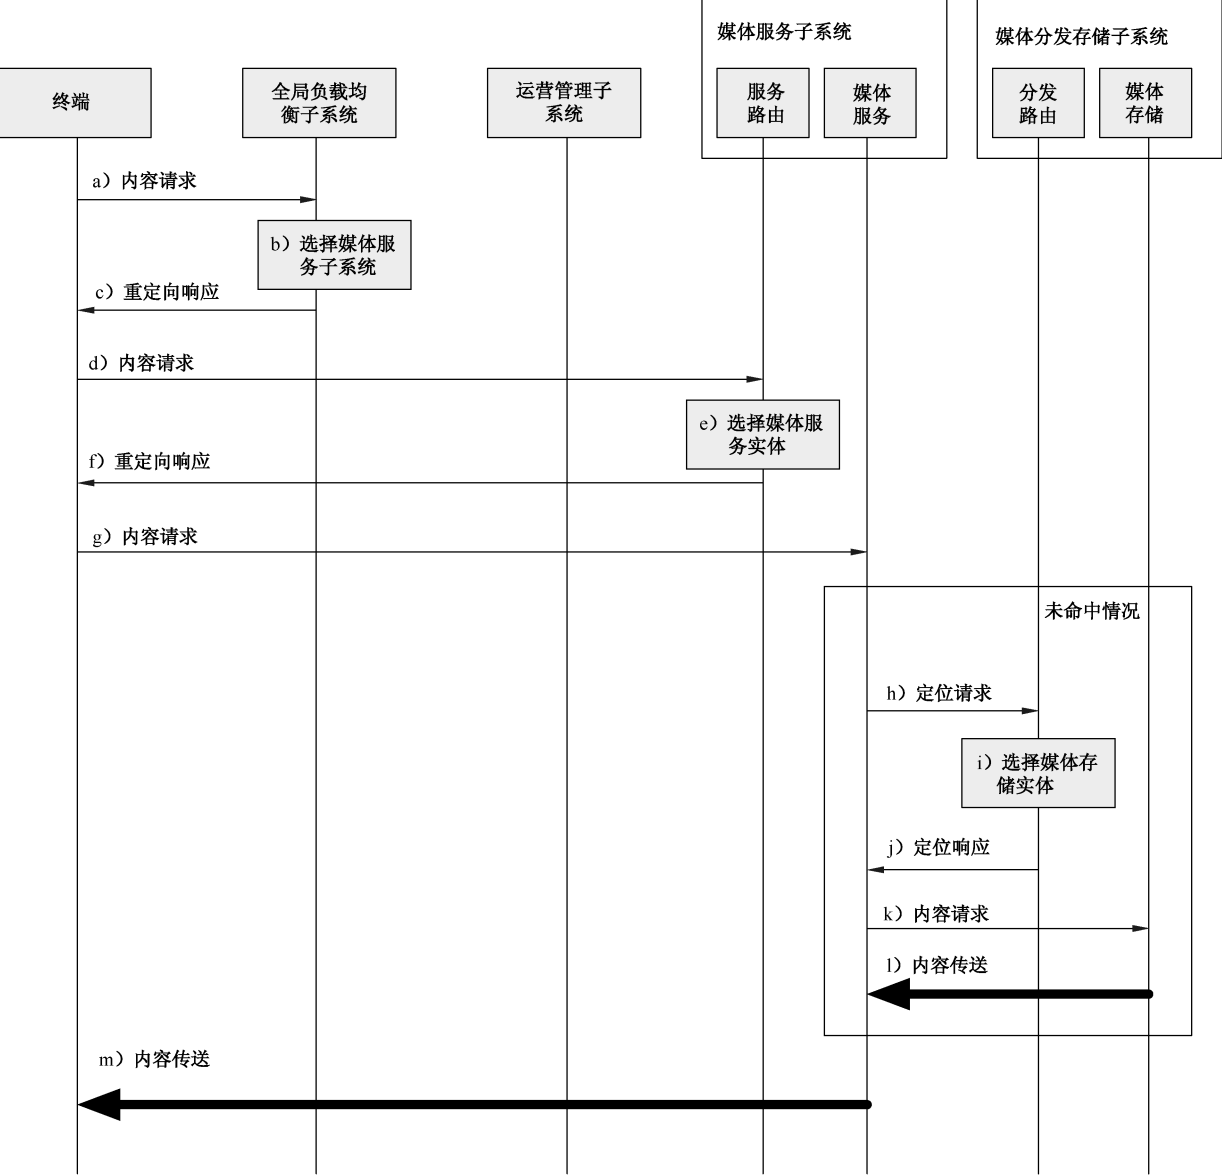 媒体服务子系统
媒体分发存储子系统
终端
全局负载均
衡子系统
运营管理子
系统
服务
路由
媒体
服务
分发
路由
媒体
存储
a）内容请求
b）选择媒体服
务子系统
c）重定向响应
d）内容请求
e）选择媒体服
务实体
f）重定向响应
g）内容请求
未命中情况
h）定位请求
i）选择媒体存
储实体
j）定位响应
k）内容请求
l）内容传送
m）内容传送